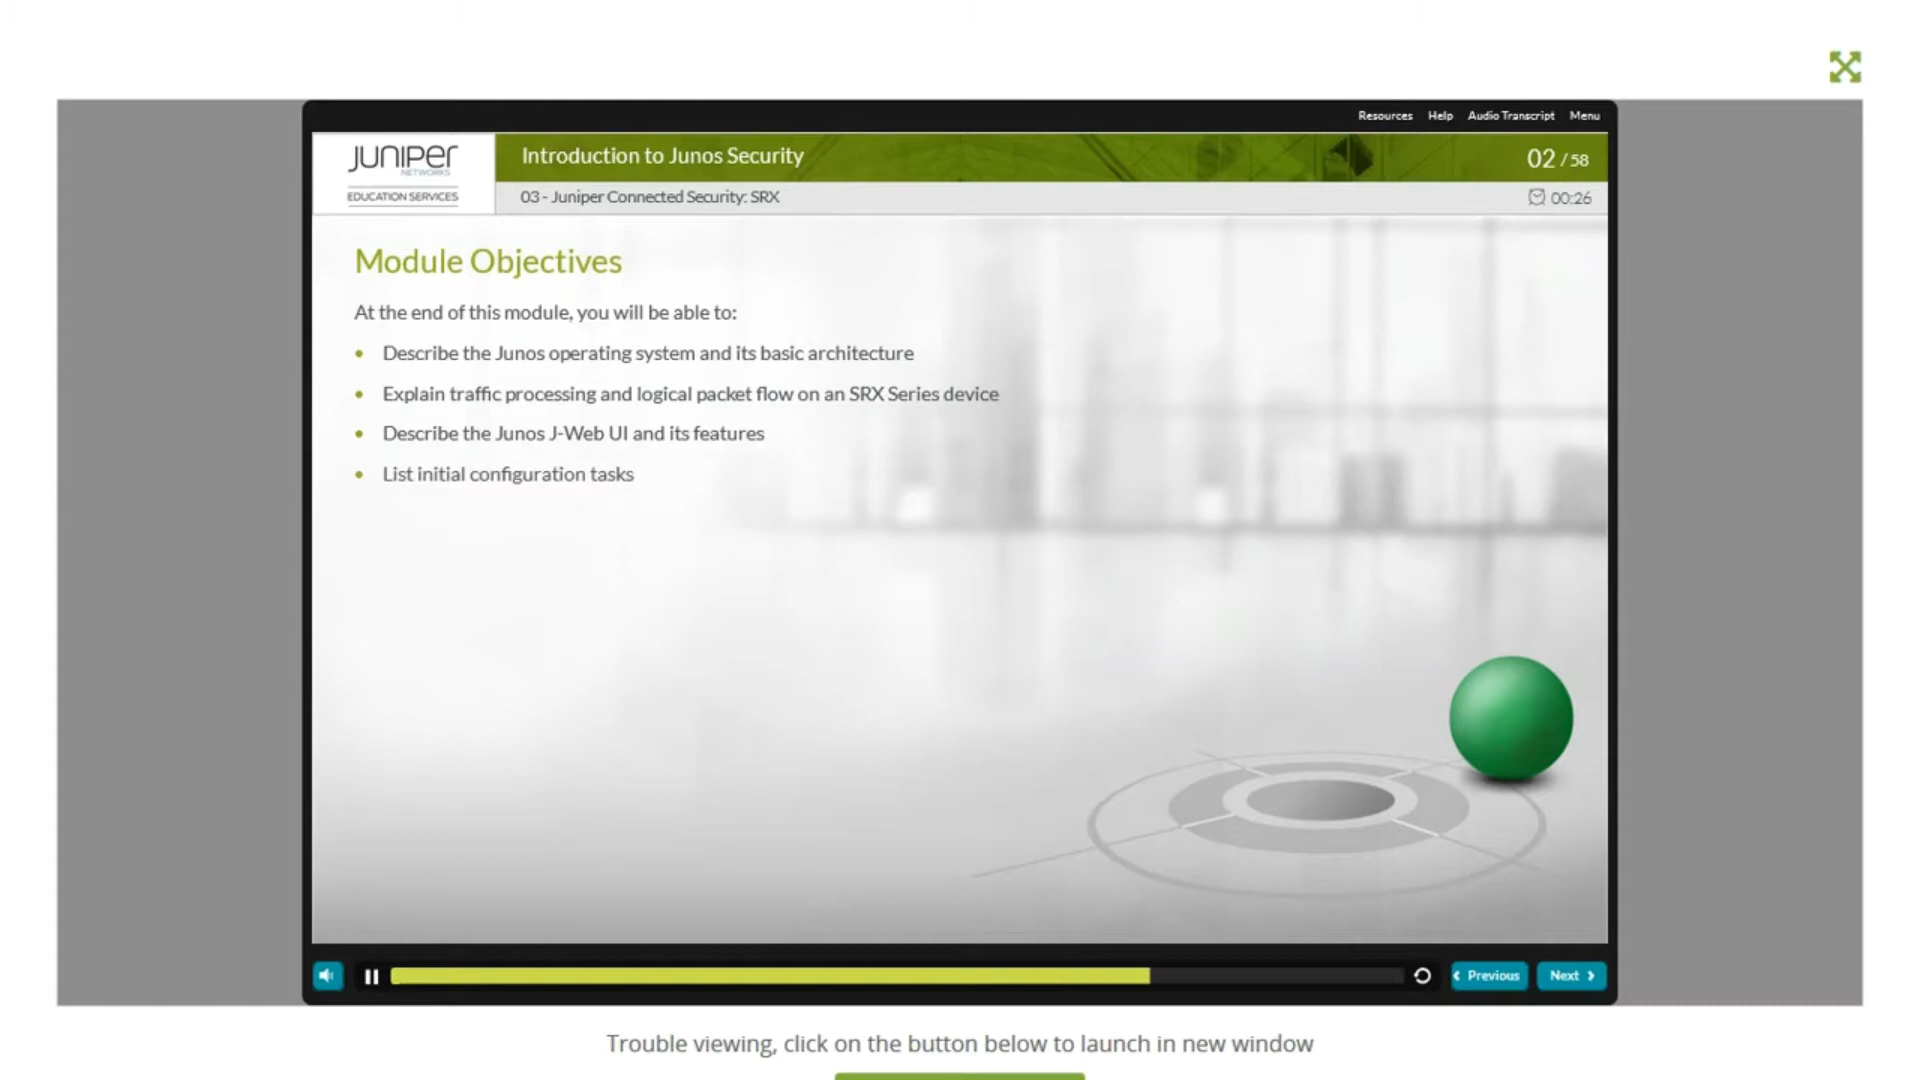 Resources Help Audio Transcript Menu
JUNIPER
NETWORKS
EDUCATION SERVICES
Introduction to Junos Security
02 / 58
03 - Juniper Connected Security: SRX
00:26
Module Objectives
At the end of this module, you will be able to:
• Describe the Junos operating system and its basic architecture
• Explain traffic processing and logical packet flow on an SRX Series device
• Describe the Junos J-Web UI and its features
• List initial configuration tasks
Previous Next
Trouble viewing, click on the button below to launch in new window